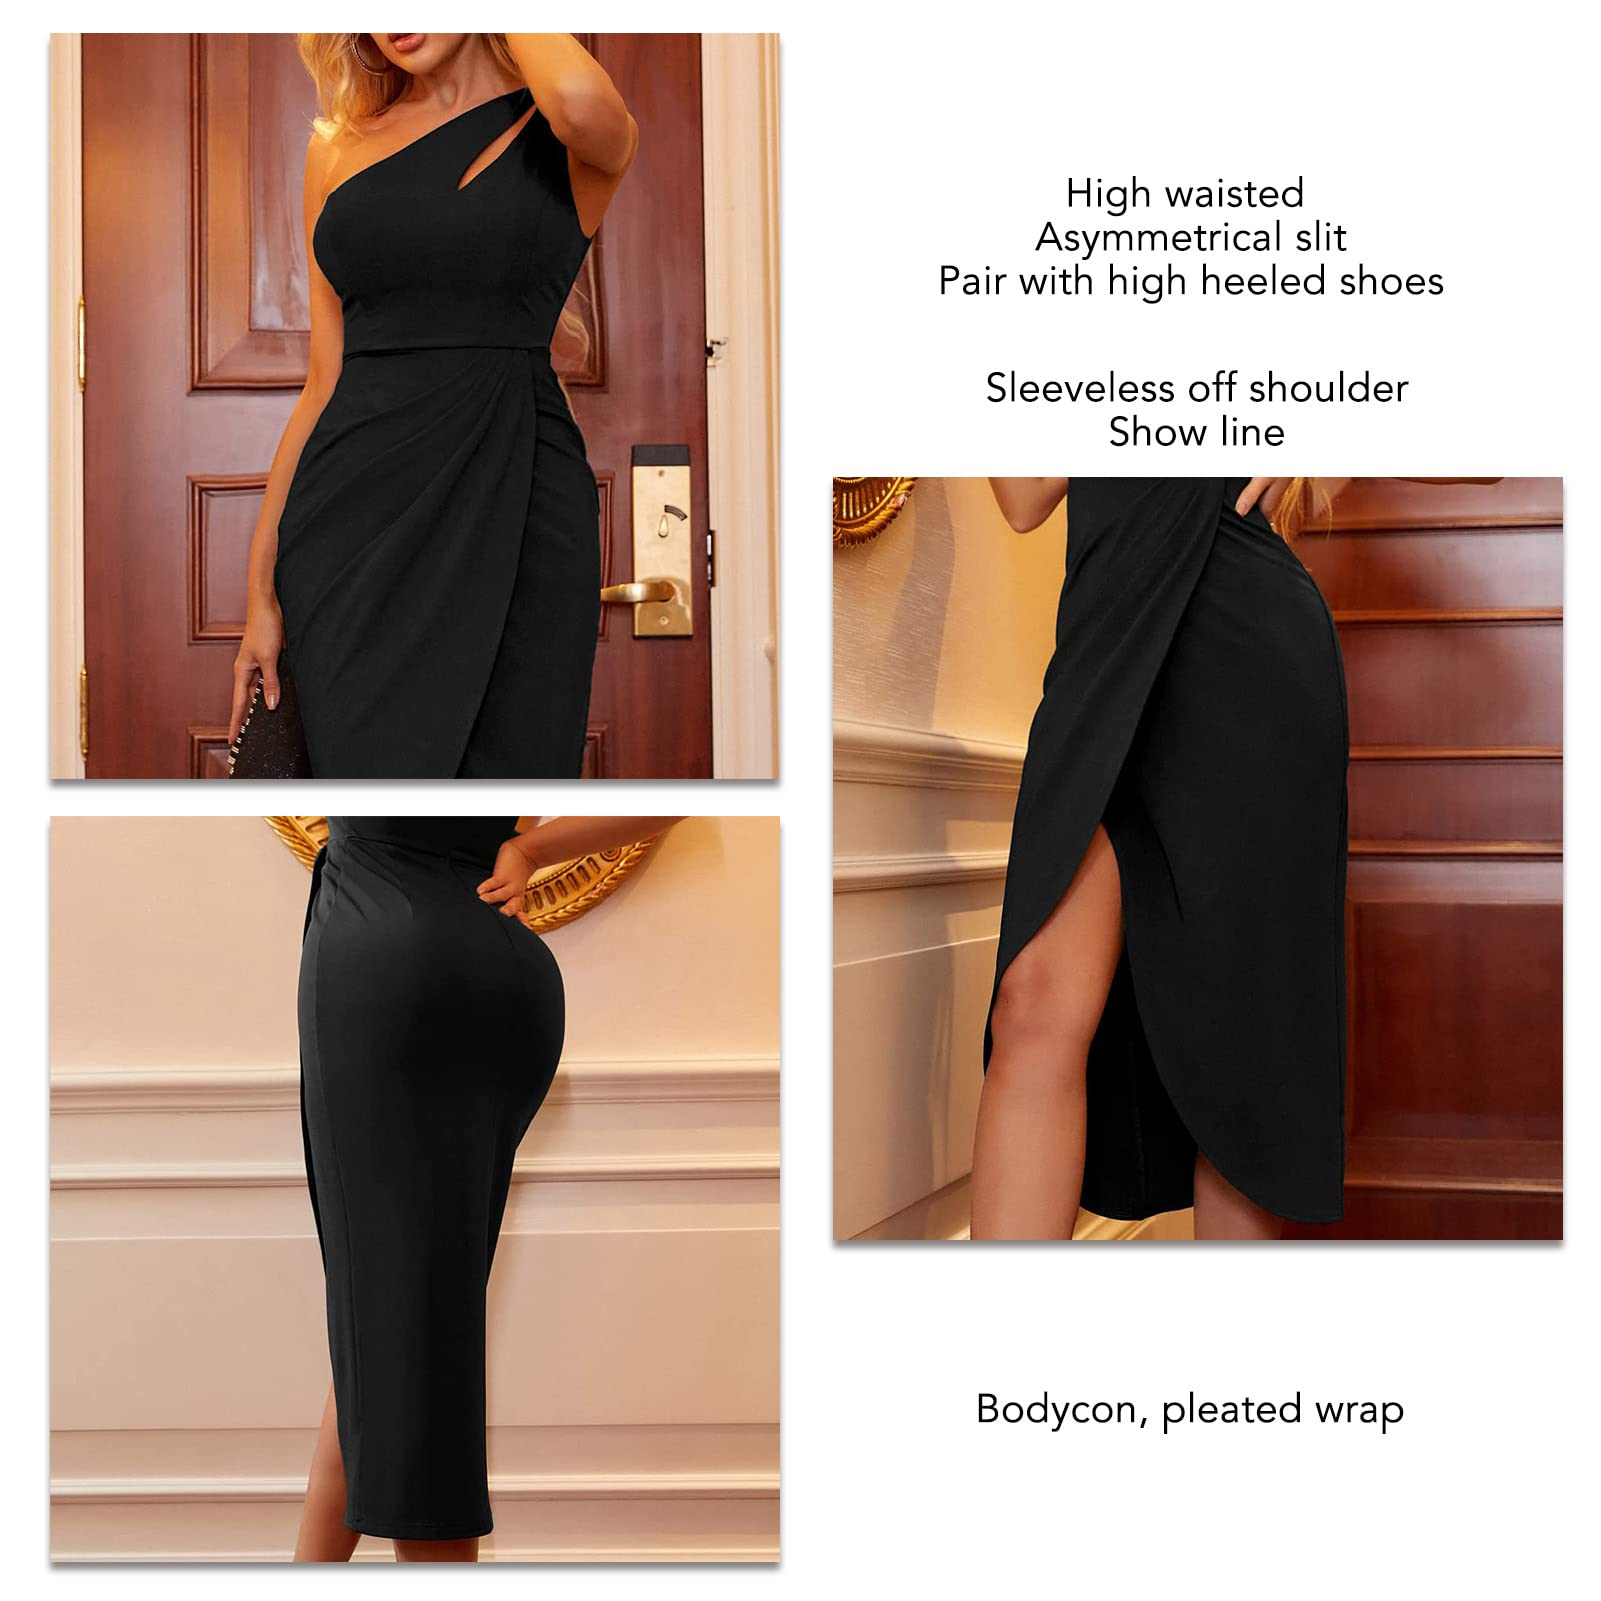 High waisted
Asymmetrical slit
Pair with high heeled shoes
Sleeveless off shoulder
Show line
Bodycon, pleated wrap